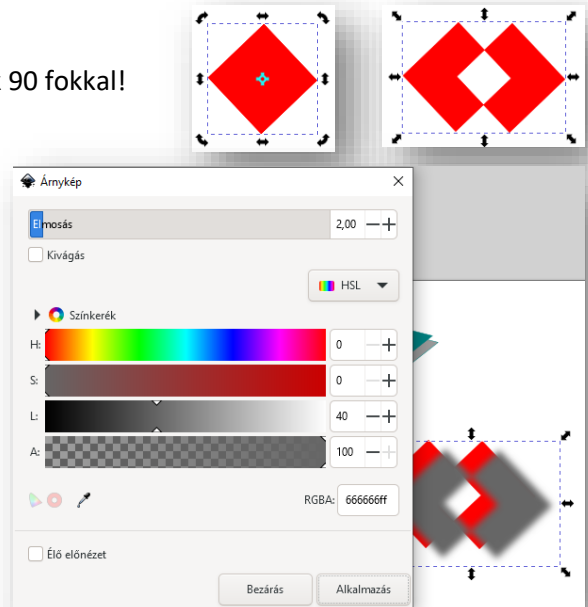 90 fokkal!
Árnykép
Elmosás 2,00
Kivágás
HSL
Színkerék
H: 0
S: 0
L: 40
A: 100
RGBA: 666666ff
Élő előnézet
Bezárás Alkalmazás